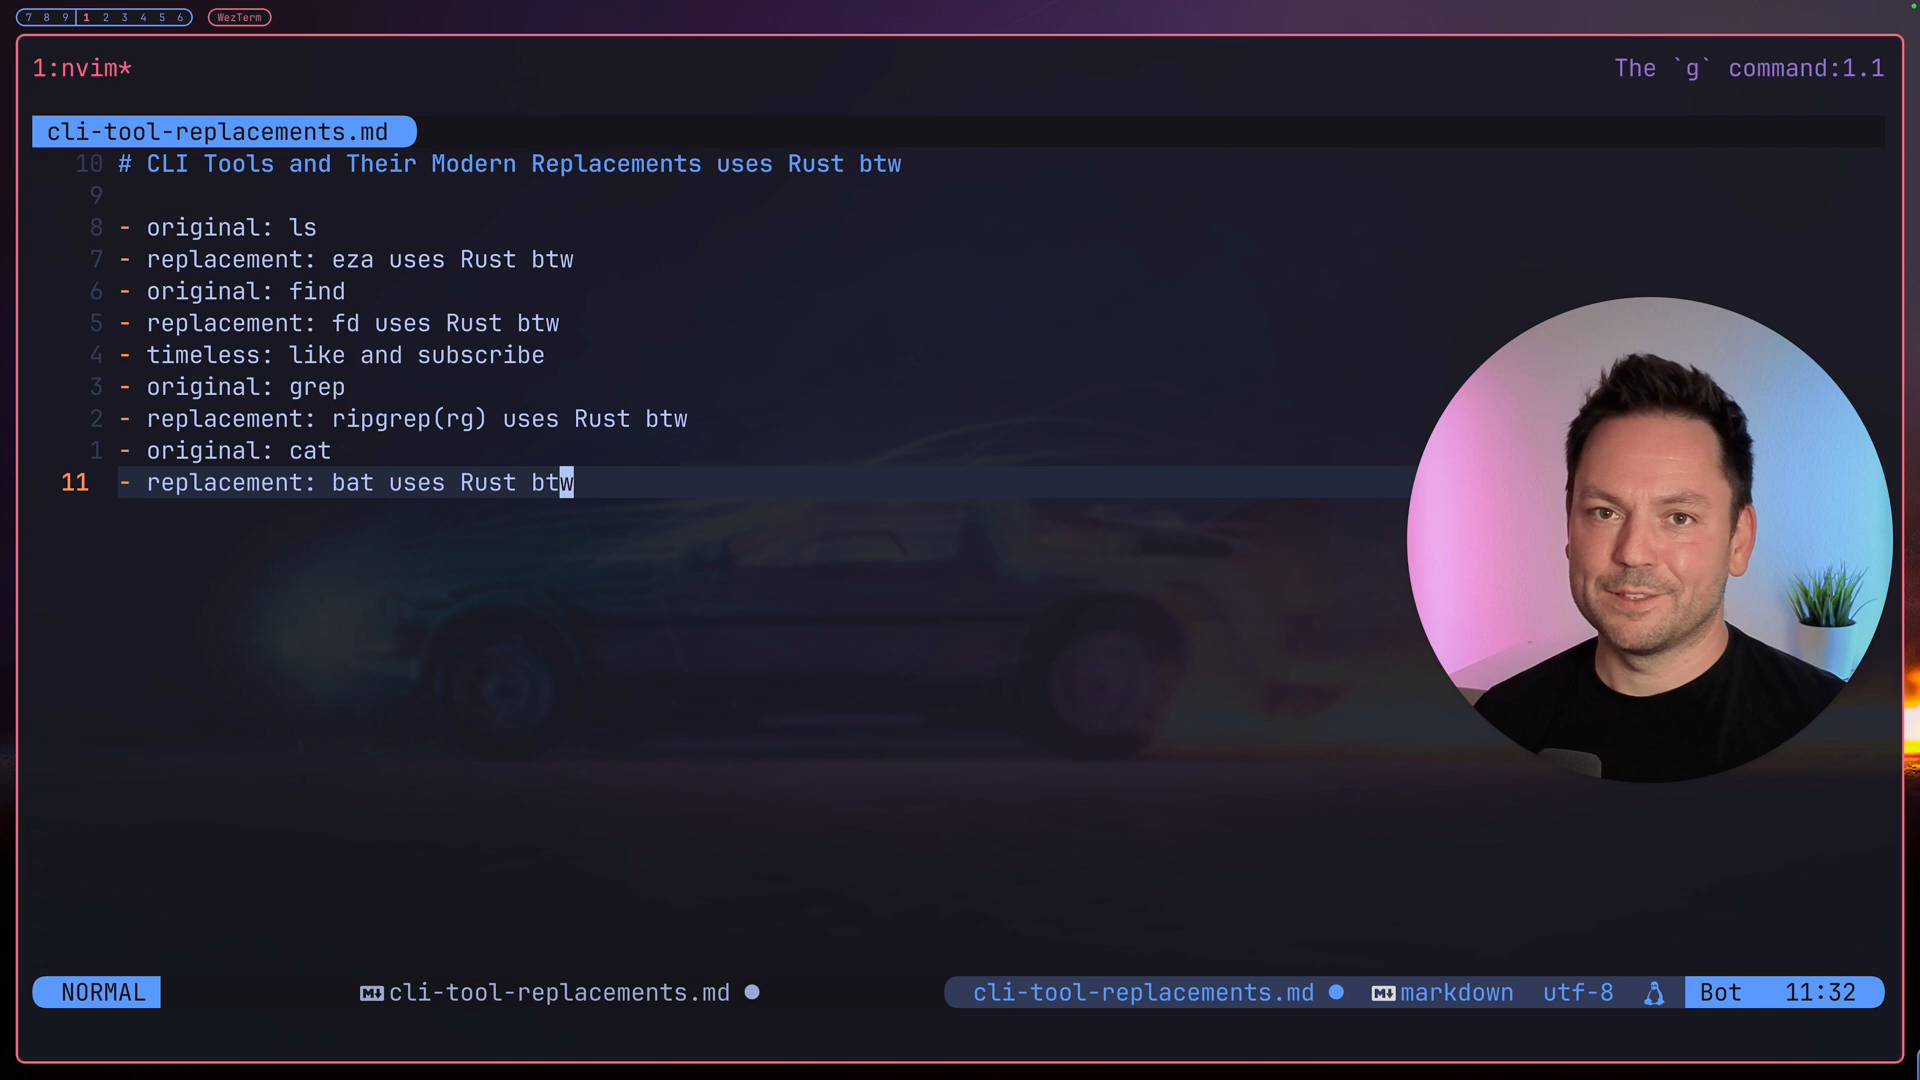 7 8 9 1 2 3 4 5 6 WezTerm
1:nvim* The `g` command:1.1
cli-tool-replacements.md
10 # CLI Tools and Their Modern Replacements uses Rust btw
9
8 - original: ls
7 - replacement: eza uses Rust btw
6 - original: find
5 - replacement: fd uses Rust btw
4 - timeless: like and subscribe
3 - original: grep
2 - replacement: ripgrep(rg) uses Rust btw
1 - original: cat
11 - replacement: bat uses Rust btw
NORMAL cli-tool-replacements.md cli-tool-replacements.md markdown utf-8 Bot 11:32